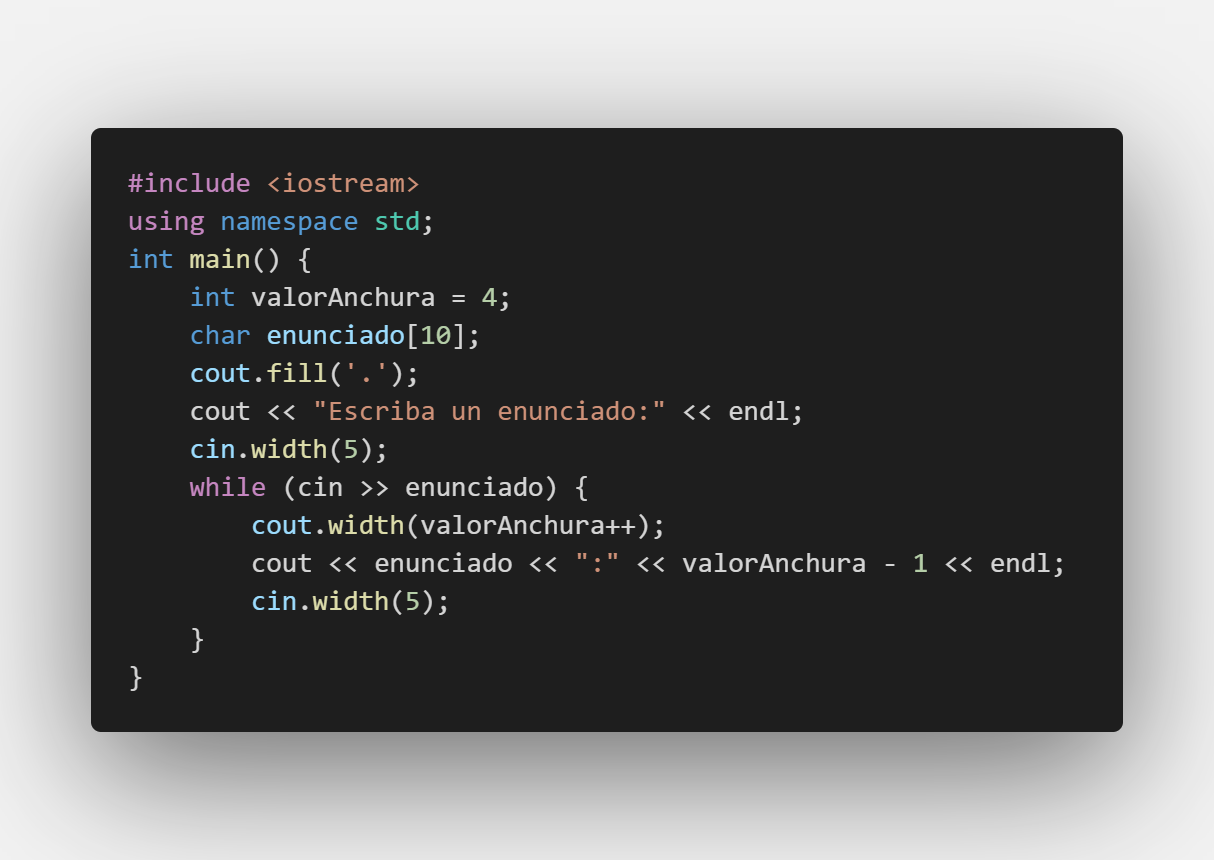 #include <iostream>
using namespace std;
int main() {
    int valorAnchura = 4;
    char enunciado[10];
    cout.fill('.');
    cout << "Escriba un enunciado:" << endl;
    cin.width(5);
    while (cin >> enunciado) {
        cout.width(valorAnchura++);
        cout << enunciado << ":" << valorAnchura - 1 << endl;
        cin.width(5);
    }
}